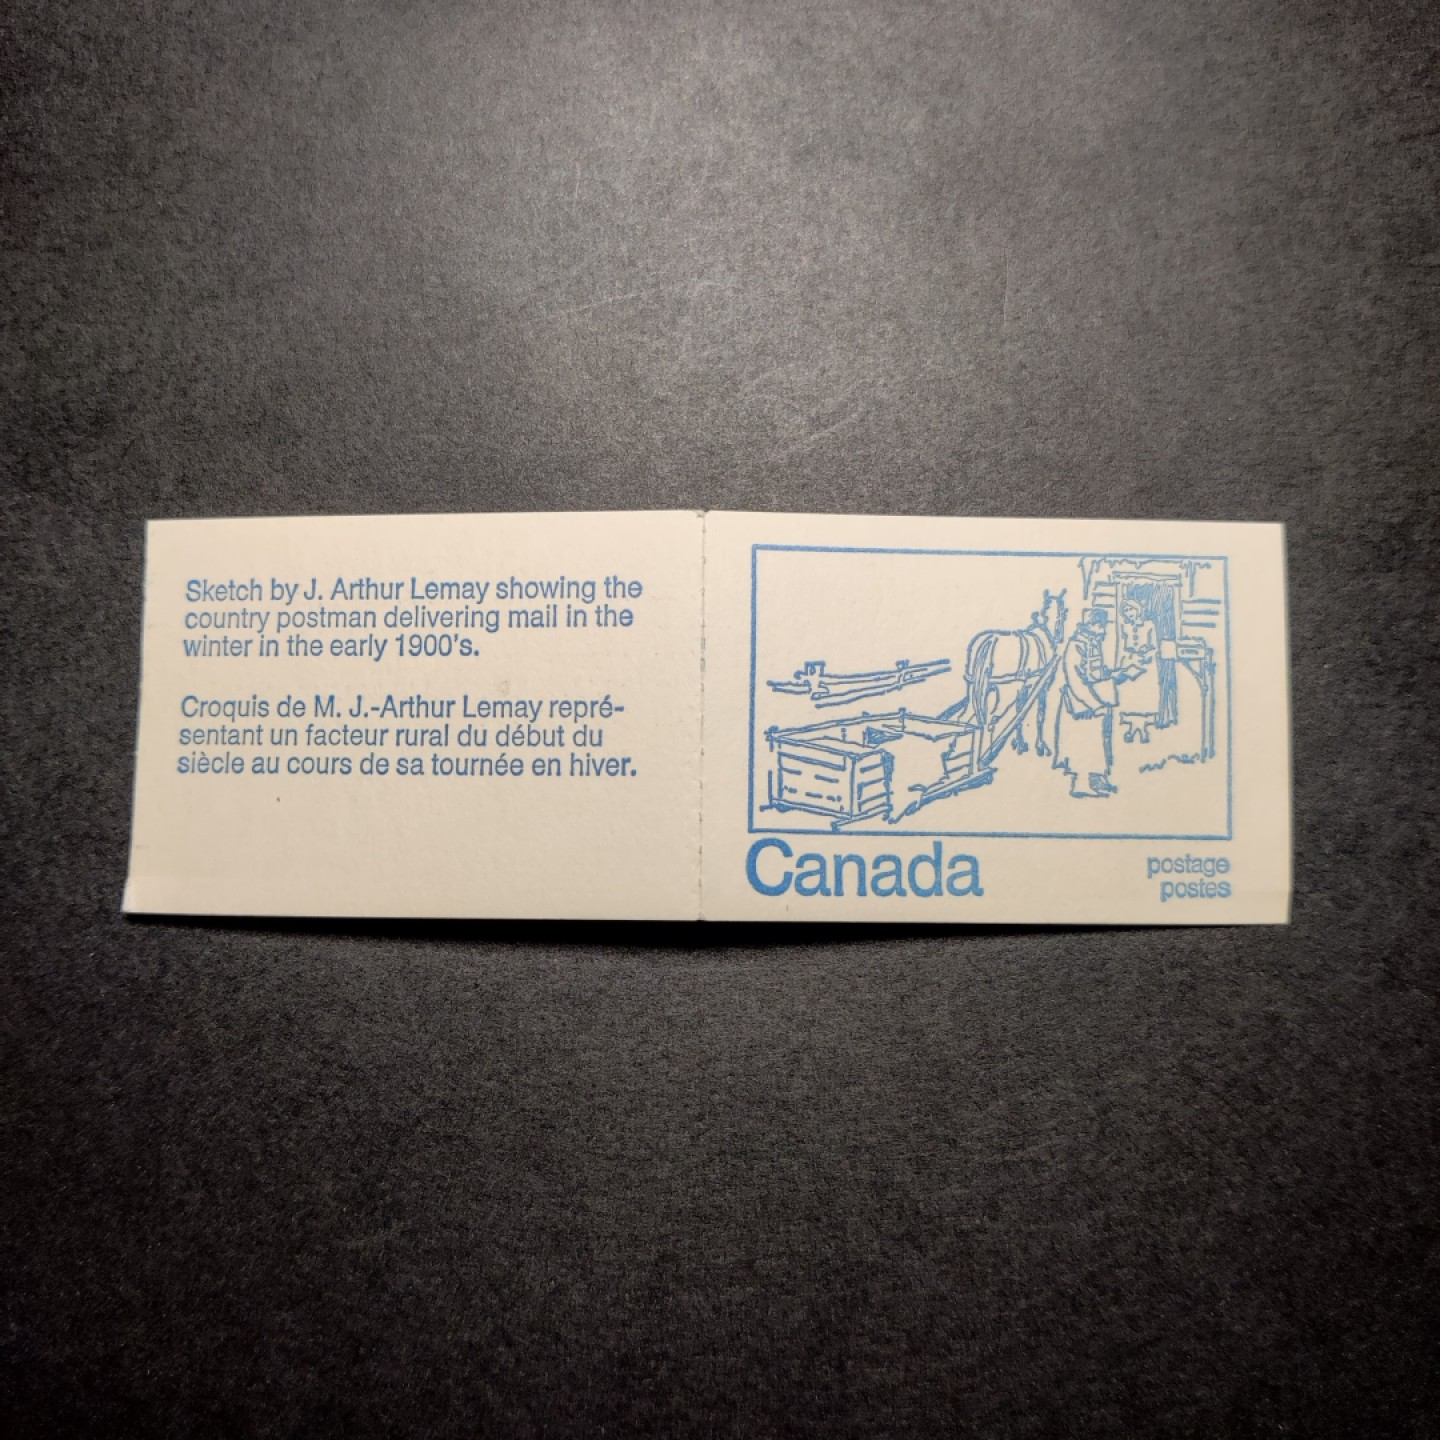 Sketch by J. Arthur Lemay showing the
country postman delivering mail in the
winter in the early 1900's.
Croquis de M. J.-Arthur Lemay repré-
sentant un facteur rural du début du
siècle au cours de sa tournée en hiver.
Canada
postage
postes